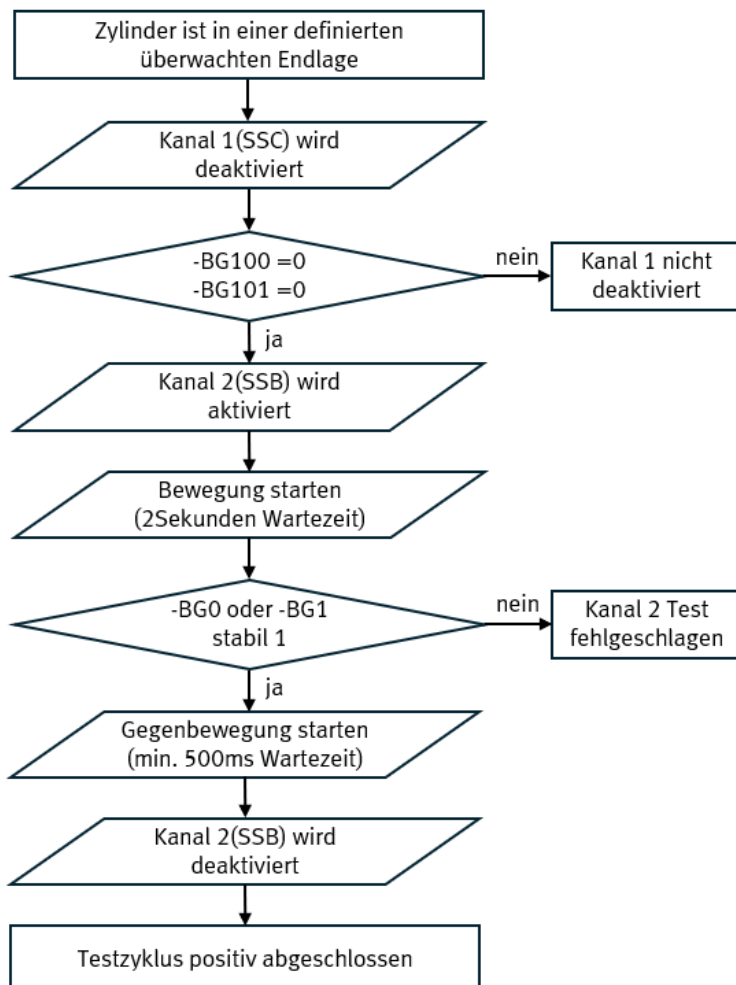 Zylinder ist in einer definierten
überwachten Endlage
Kanal 1(SSC) wird
deaktiviert
-BG100 =0
-BG101 =0
nein
Kanal 1 nicht
deaktiviert
ja
Kanal 2(SSB) wird
aktiviert
Bewegung starten
(2Sekunden Wartezeit)
-BG0 oder -BG1
stabil 1
nein
Kanal 2 Test
fehlgeschlagen
ja
Gegenbewegung starten
(min. 500ms Wartezeit)
Kanal 2(SSB) wird
deaktiviert
Testzyklus positiv abgeschlossen